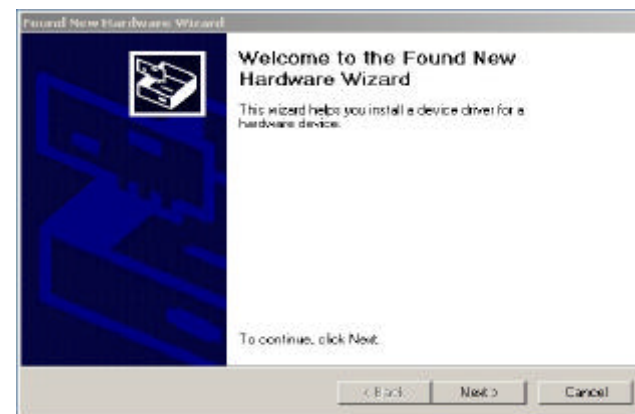 Found New Hardware Wizard
Welcome to the Found New
Hardware Wizard
This wizard helps you install a device driver for a
hardware device.
To continue, click Next.
< Back
Next >
Cancel